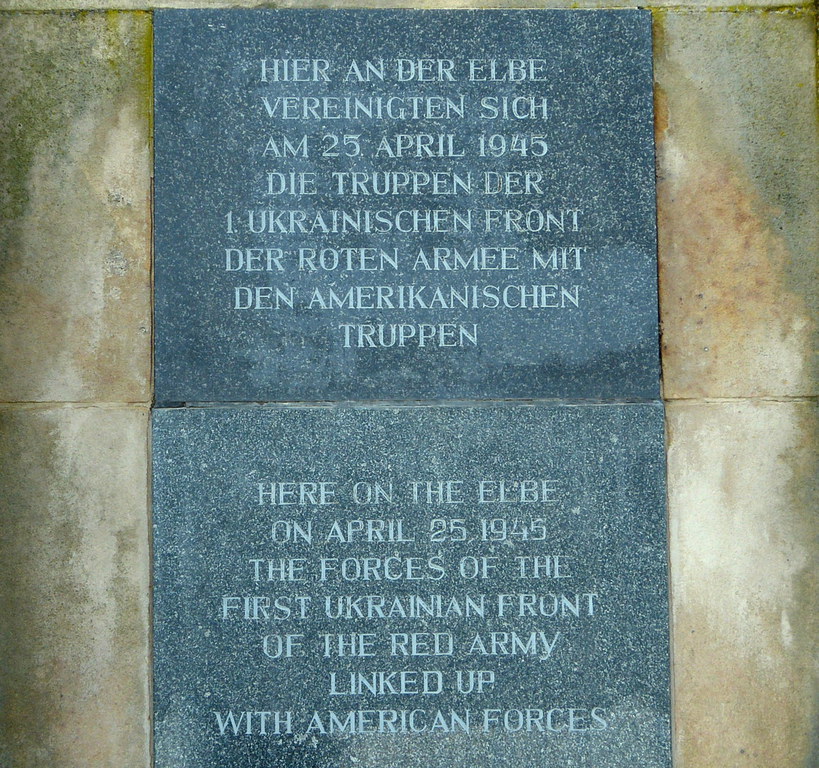 HIER AN DER ELBE
VEREINIGTEN SICH
AM 25. APRIL 1945
DIE TRUPPEN DER
1. UKRAINISCHEN FRONT
DER ROTEN ARMEE MIT
DEN AMERIKANISCHEN
TRUPPEN
HERE ON THE ELBE
ON APRIL 25 1945
THE FORCES OF THE
FIRST UKRAINIAN FRONT
OF THE RED ARMY
LINKED UP
WITH AMERICAN FORCES